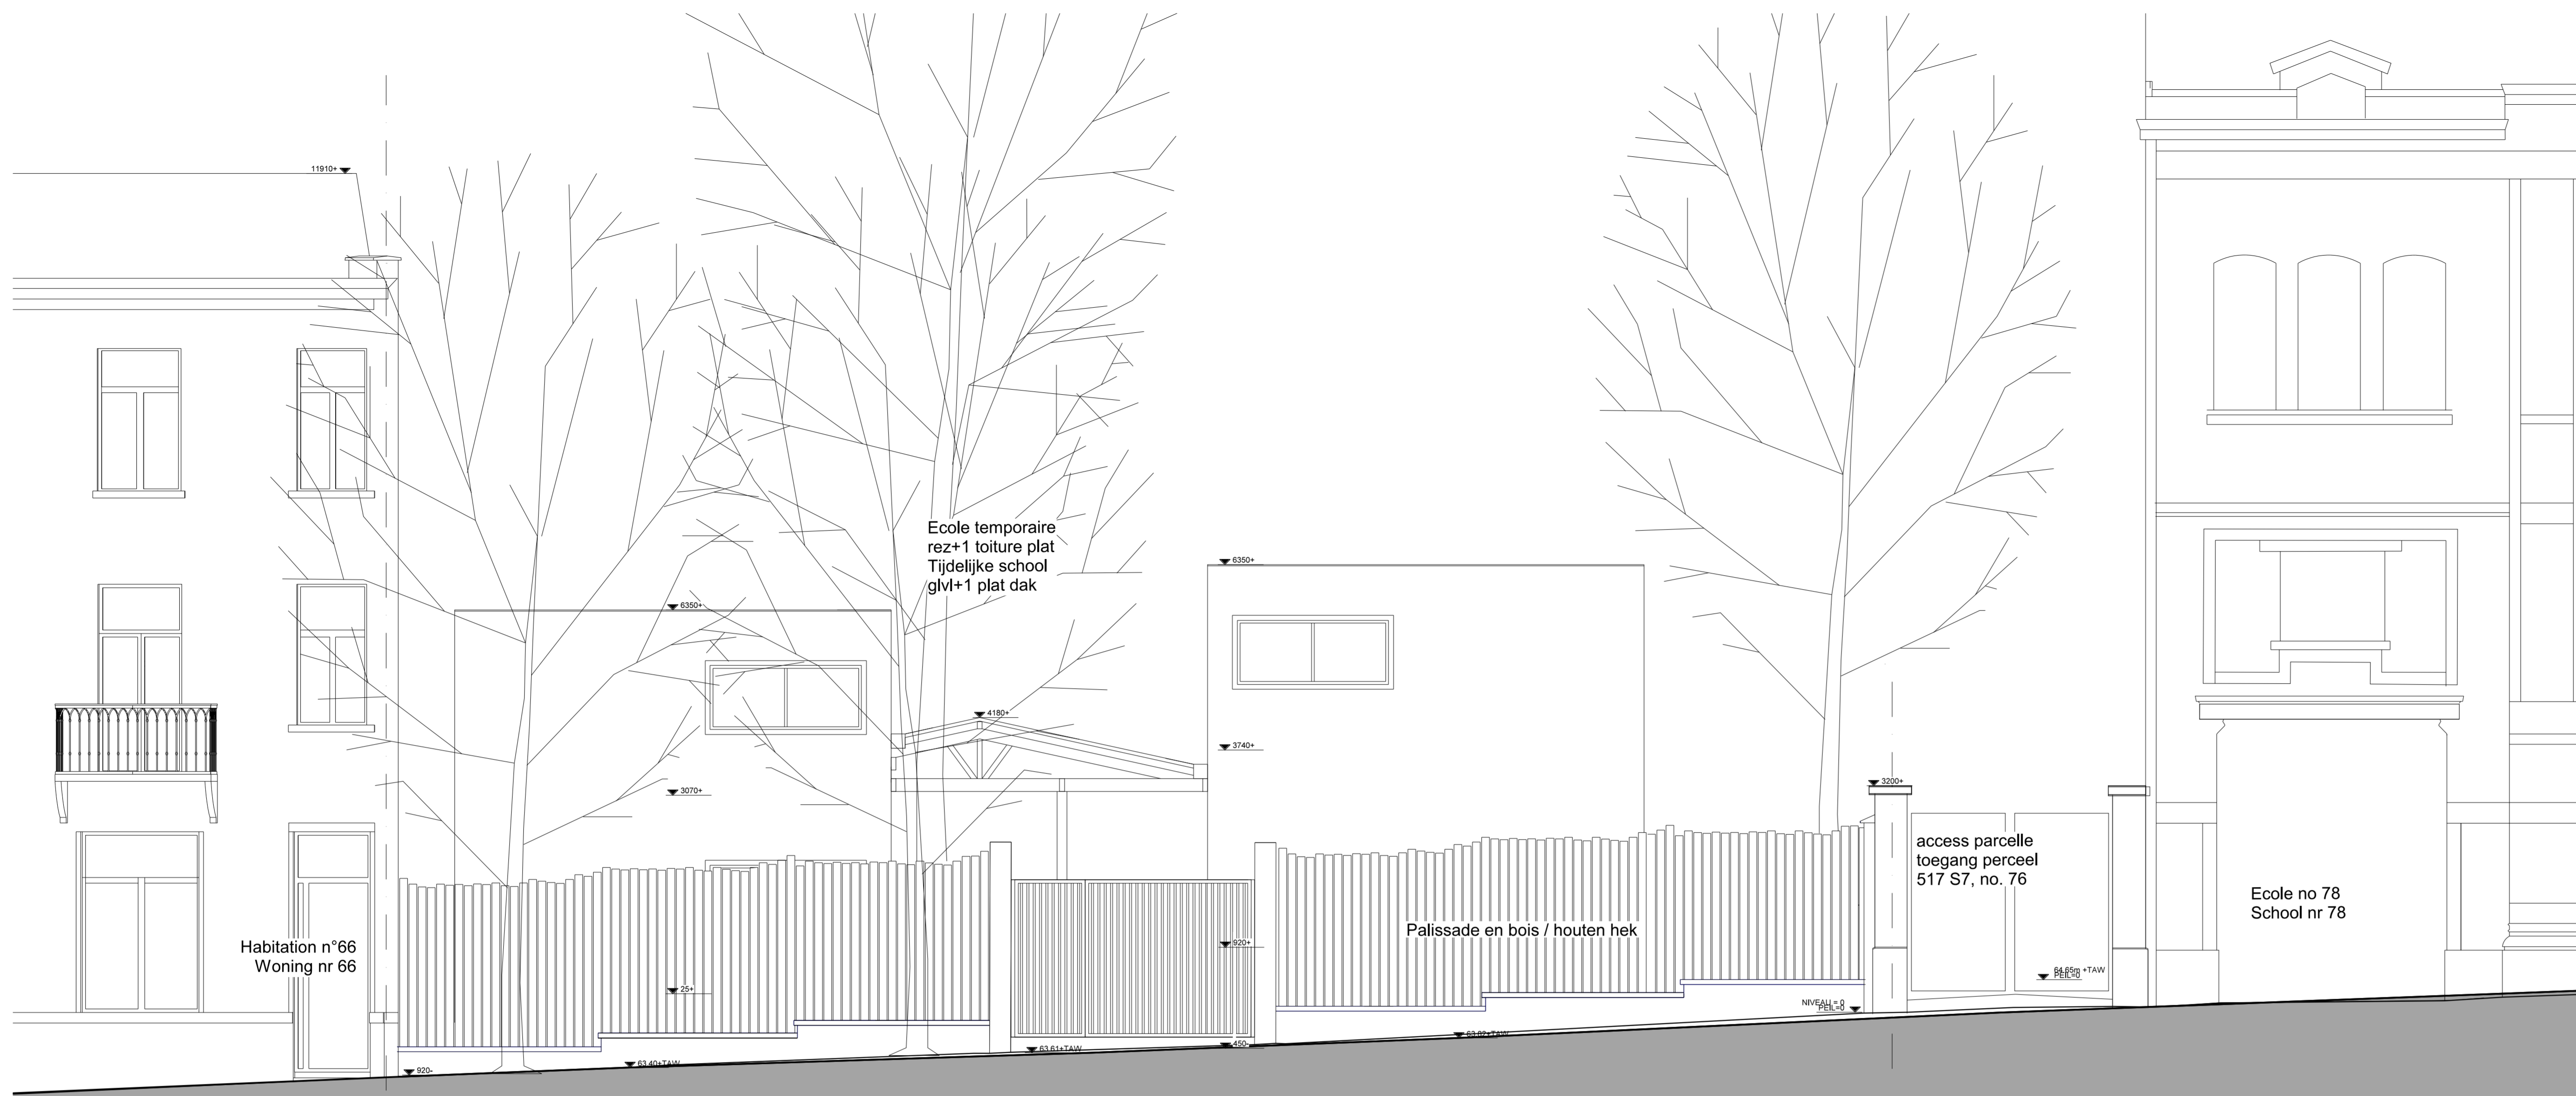 11910+
Ecole temporaire
rez+1 toiture plat
Tijdelijke school
glvl+1 plat dak
6350+
6350+
4180+
3740+
3070+
3200+
access parcelle
toegang perceel
517 S7, no. 76
Ecole no 78
School nr 78
Palissade en bois / houten hek
Habitation n°66
Woning nr 66
920+
25+
64.65m +TAW
PEIL=0
NIVEAU = 0
PEIL=0
63.82+TAW
450-
63.61+TAW
63.40+TAW
920-